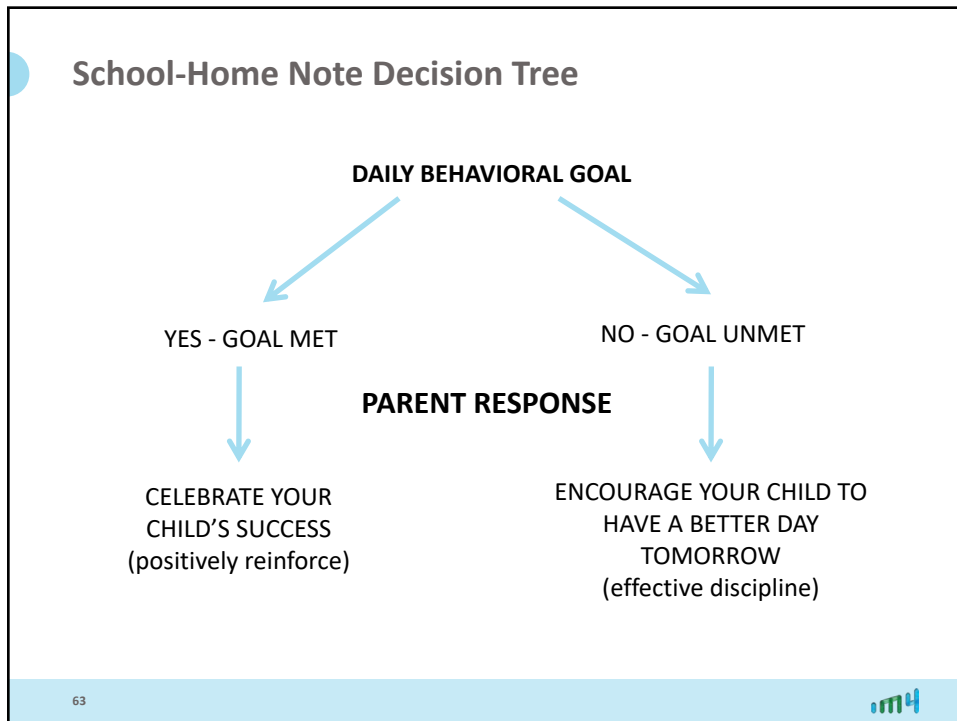 School-Home Note Decision Tree
DAILY BEHAVIORAL GOAL
YES - GOAL MET
NO - GOAL UNMET
PARENT RESPONSE
CELEBRATE YOUR
CHILD’S SUCCESS
(positively reinforce)
ENCOURAGE YOUR CHILD TO
HAVE A BETTER DAY
TOMORROW
(effective discipline)
63